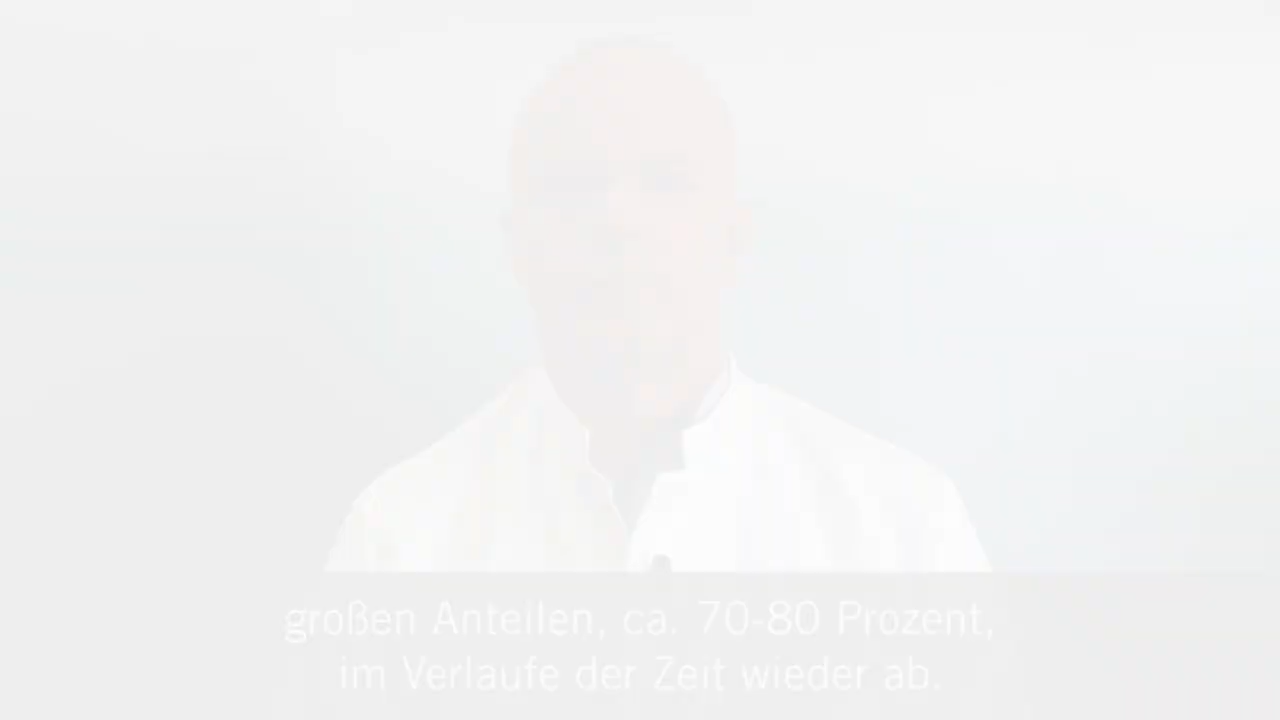 großen Anteilen, ca. 70-80 Prozent,
im Verlaufe der Zeit wieder ab.